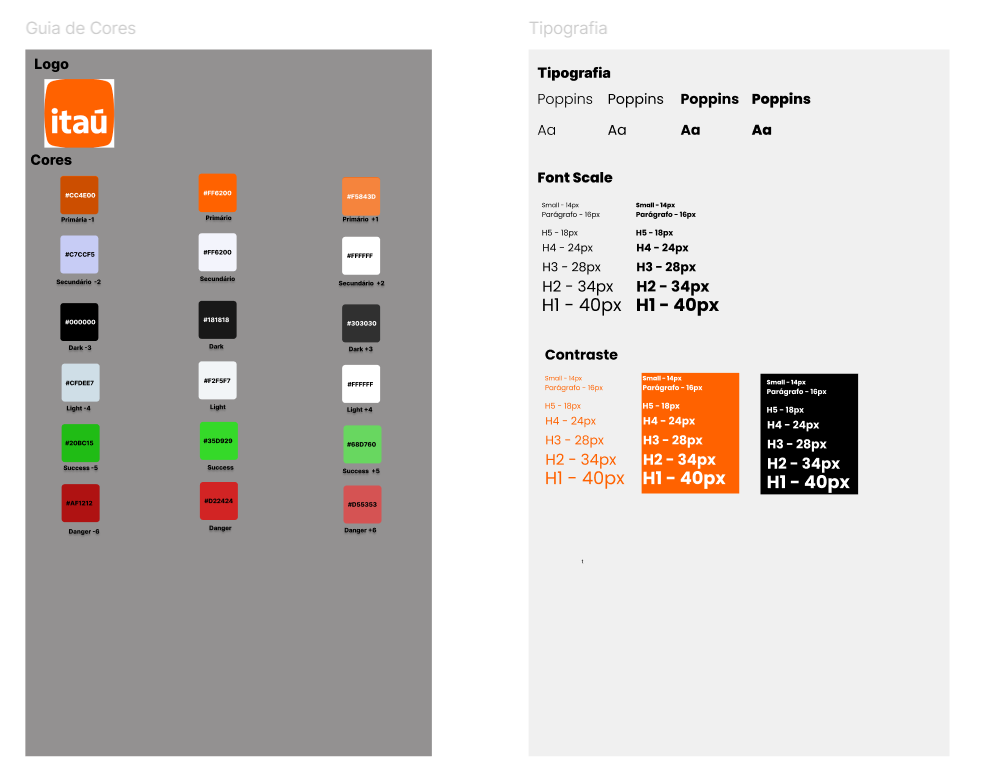 Guia de Cores
Logo
itaú
Cores
#CC4E00 #FF6200 #F5843D
Primária -1 Primário Primário +1
#C7CCF5 #FF6200 #FFFFFF
Secundário -2 Secundário Secundário +2
#000000 #181818 #303030
Dark -3 Dark Dark +3
#CFDEE7 #F2F5F7 #FFFFFF
Light -4 Light Light +4
#20BC15 #35D929 #68D760
Success -5 Success Success +5
#AF1212 #D22424 #D55353
Danger -6 Danger Danger +6
Tipografia
Tipografia
Poppins Poppins Poppins Poppins
Aa Aa Aa Aa
Font Scale
Small - 14px Small - 14px
Parágrafo - 16px Parágrafo - 16px
H5 - 18px H5 - 18px
H4 - 24px H4 - 24px
H3 - 28px H3 - 28px
H2 - 34px H2 - 34px
H1 - 40px H1 - 40px
Contraste
Small - 14px Small - 14px Small - 14px
Parágrafo - 16px Parágrafo - 16px Parágrafo - 16px
H5 - 18px H5 - 18px H5 - 18px
H4 - 24px H4 - 24px H4 - 24px
H3 - 28px H3 - 28px H3 - 28px
H2 - 34px H2 - 34px H2 - 34px
H1 - 40px H1 - 40px H1 - 40px